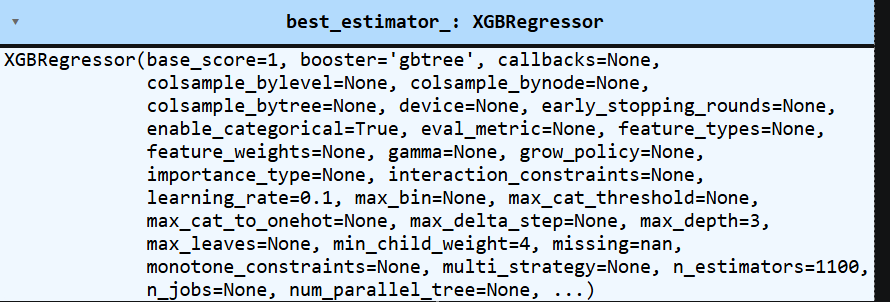 best_estimator_: XGBRegressor
XGBRegressor(base_score=1, booster='gbtree', callbacks=None,
colsample_bylevel=None, colsample_bynode=None,
colsample_bytree=None, device=None, early_stopping_rounds=None,
enable_categorical=True, eval_metric=None, feature_types=None,
feature_weights=None, gamma=None, grow_policy=None,
importance_type=None, interaction_constraints=None,
learning_rate=0.1, max_bin=None, max_cat_threshold=None,
max_cat_to_onehot=None, max_delta_step=None, max_depth=3,
max_leaves=None, min_child_weight=4, missing=nan,
monotone_constraints=None, multi_strategy=None, n_estimators=1100,
n_jobs=None, num_parallel_tree=None, ...)